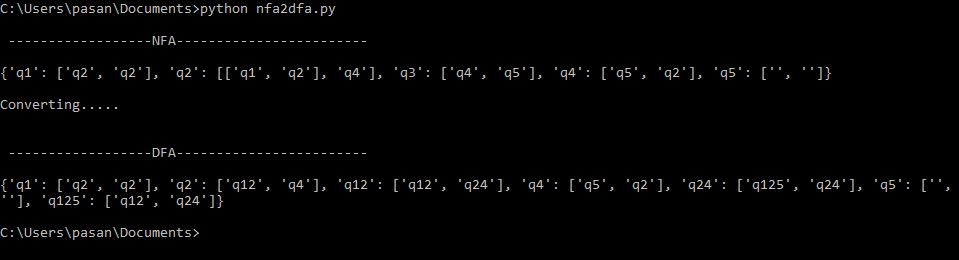 C:\Users\pasan\Documents>python nfa2dfa.py
------------------NFA------------------------
{'q1': ['q2', 'q2'], 'q2': [['q1', 'q2'], 'q4'], 'q3': ['q4', 'q5'], 'q4': ['q5', 'q2'], 'q5': ['', '']}
Converting.....
------------------DFA------------------------
{'q1': ['q2', 'q2'], 'q2': ['q12', 'q4'], 'q12': ['q12', 'q24'], 'q4': ['q5', 'q2'], 'q24': ['q125', 'q24'], 'q5': ['',
''], 'q125': ['q12', 'q24']}
C:\Users\pasan\Documents>